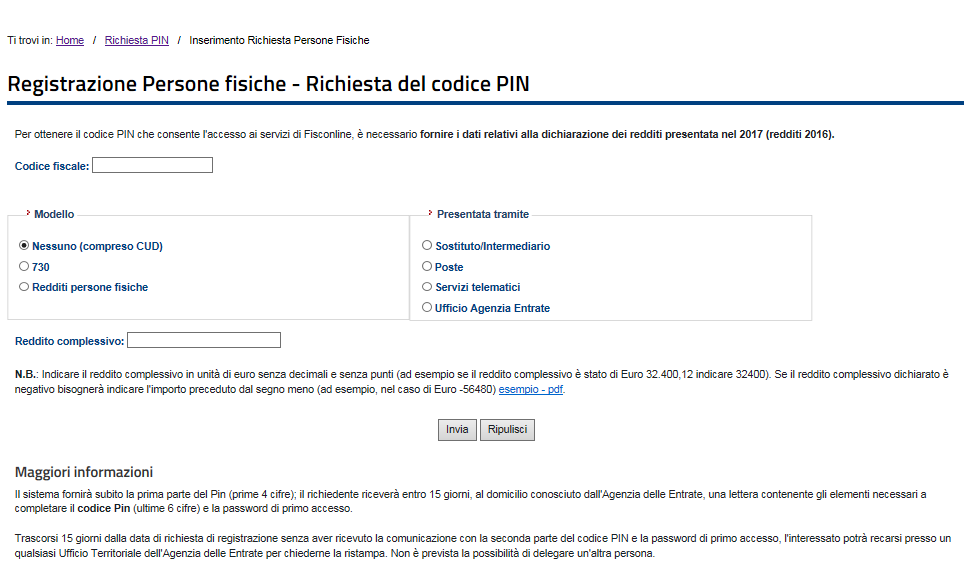 Ti trovi in: Home / Richiesta PIN / Inserimento Richiesta Persone Fisiche
Registrazione Persone fisiche - Richiesta del codice PIN
Per ottenere il codice PIN che consente l'accesso ai servizi di Fisconline, è necessario fornire i dati relativi alla dichiarazione dei redditi presentata nel 2017 (redditi 2016).
Codice fiscale:
Modello
Nessuno (compreso CUD)
730
Redditi persone fisiche
Presentata tramite
Sostituto/Intermediario
Poste
Servizi telematici
Ufficio Agenzia Entrate
Reddito complessivo:
N.B.: Indicare il reddito complessivo in unità di euro senza decimali e senza punti (ad esempio se il reddito complessivo è stato di Euro 32.400,12 indicare 32400). Se il reddito complessivo dichiarato è
negativo bisognerà indicare l'importo preceduto dal segno meno (ad esempio, nel caso di Euro -56480) esempio - pdf.
Invia Ripulisci
Maggiori informazioni
Il sistema fornirà subito la prima parte del Pin (prime 4 cifre); il richiedente riceverà entro 15 giorni, al domicilio conosciuto dall'Agenzia delle Entrate, una lettera contenente gli elementi necessari a
completare il codice Pin (ultime 6 cifre) e la password di primo accesso.
Trascorsi 15 giorni dalla data di richiesta di registrazione senza aver ricevuto la comunicazione con la seconda parte del codice PIN e la password di primo accesso, l'interessato potrà recarsi presso un
qualsiasi Ufficio Territoriale dell'Agenzia delle Entrate per chiederne la ristampa. Non è prevista la possibilità di delegare un'altra persona.